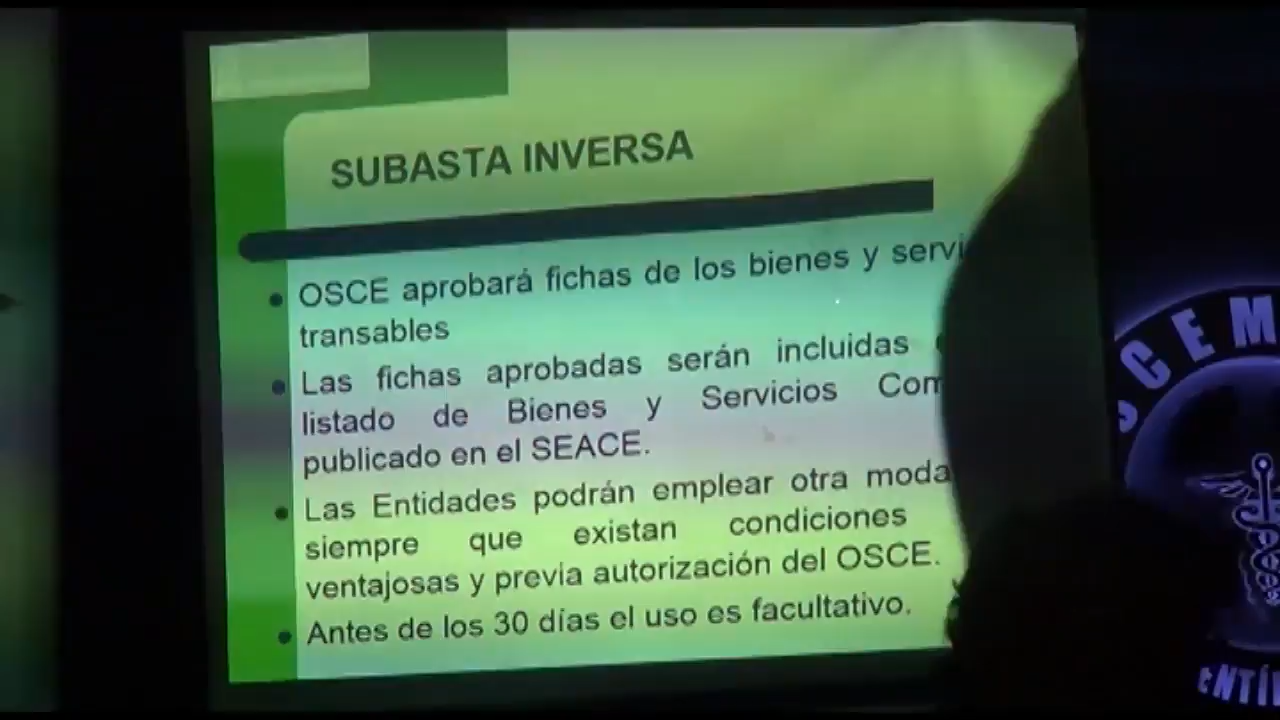 SUBASTA INVERSA
• OSCE aprobará fichas de los bienes y servi
transables
• Las fichas aprobadas serán incluidas
listado de Bienes y Servicios Com
publicado en el SEACE.
• Las Entidades podrán emplear otra moda
siempre que existan condiciones
ventajosas y previa autorización del OSCE.
• Antes de los 30 días el uso es facultativo.
SCEM
ENTÍ